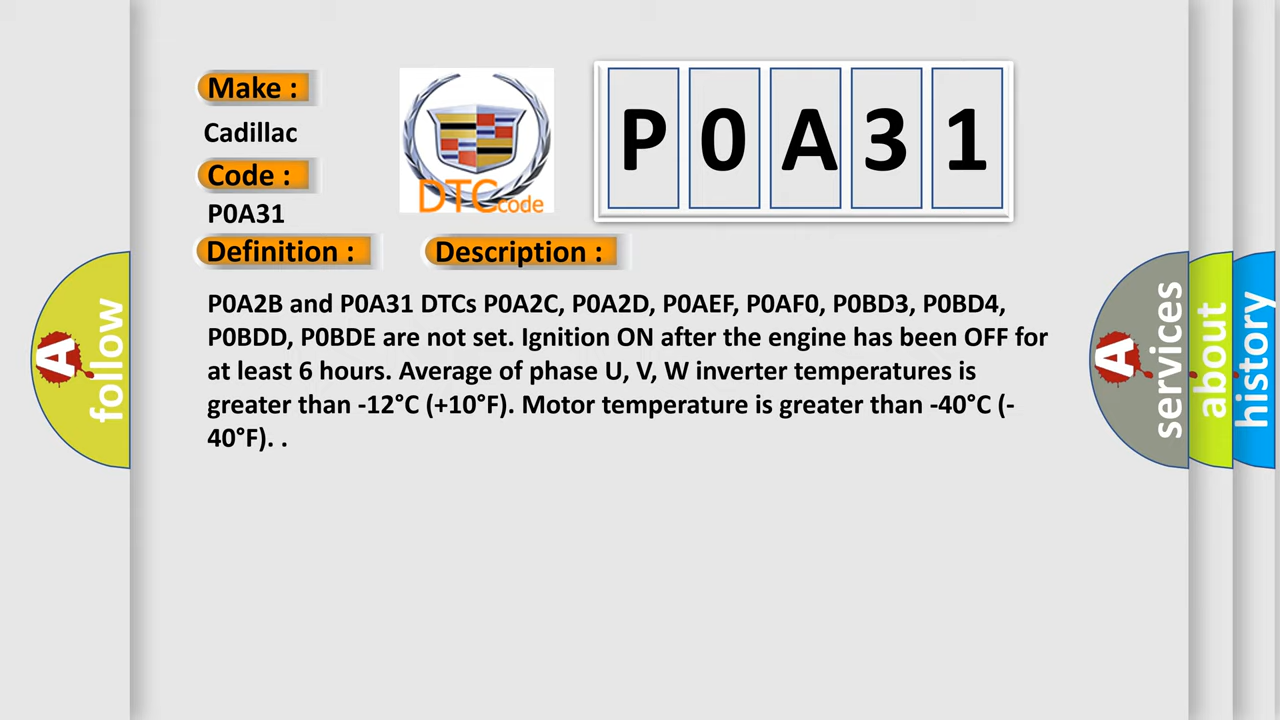 Make :
Cadillac
Code :
P0A31
Definition :
Description :
DTC code
P 0 A 3 1
P0A2B and P0A31 DTCs P0A2C, P0A2D, P0AEF, P0AF0, P0BD3, P0BD4,
P0BDD, P0BDE are not set. Ignition ON after the engine has been OFF for
at least 6 hours. Average of phase U, V, W inverter temperatures is
greater than -12°C (+10°F). Motor temperature is greater than -40°C (-
40°F). .
A follow
A services
about
history